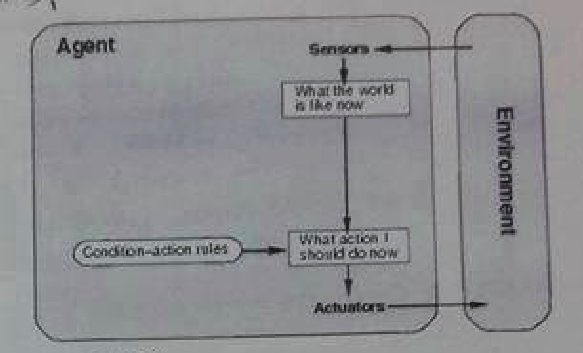 Agent
Sensors
What the world
is like now
Environment
Condition–action rules
What action I
should do now
Actuators